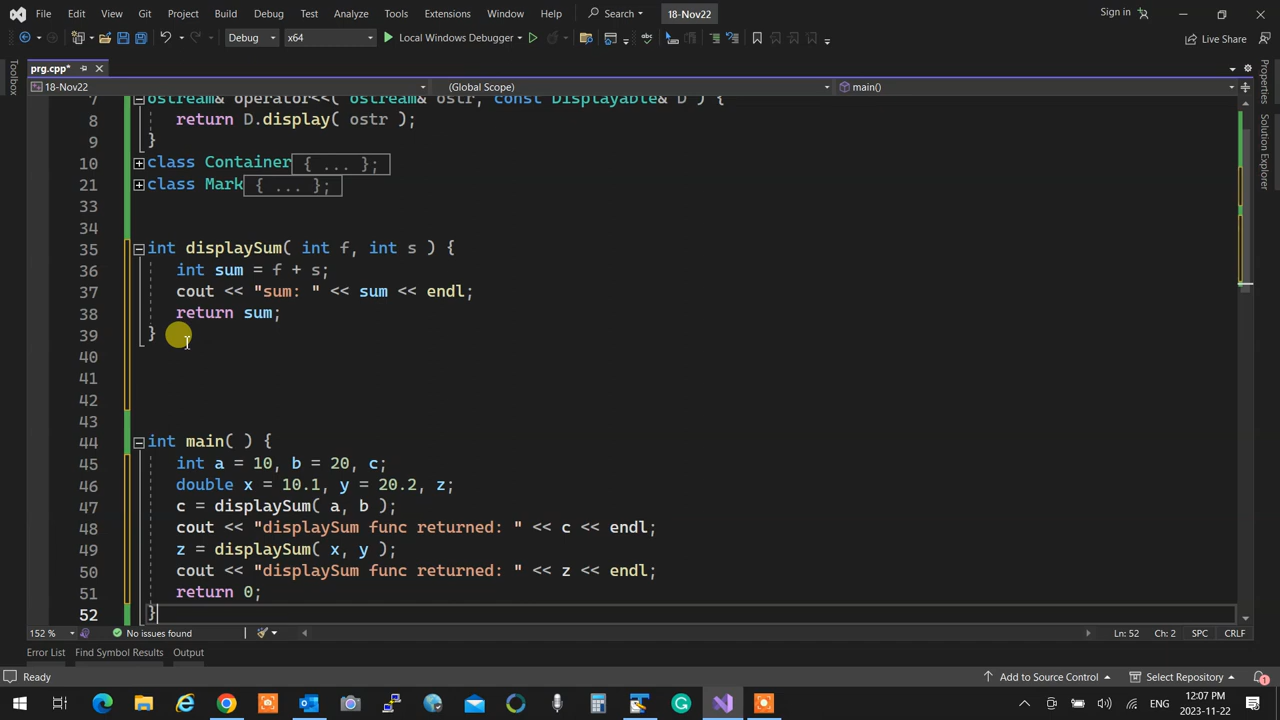 File Edit View Git Project Build Debug Test Analyze Tools Extensions Window Help Search 18-Nov22 Sign in
Debug x64 Local Windows Debugger Live Share
prg.cpp*
18-Nov22 (Global Scope) main()
Toolbox
Properties
Solution Explorer
7 ostream& operator<<( ostream& ostr, const Displayable& D ) {
8 return D.display( ostr );
9 }
10 class Container { ... };
21 class Mark { ... };
33
34
35 int displaySum( int f, int s ) {
36 int sum = f + s;
37 cout << "sum: " << sum << endl;
38 return sum;
39 }
40
41
42
43
44 int main( ) {
45 int a = 10, b = 20, c;
46 double x = 10.1, y = 20.2, z;
47 c = displaySum( a, b );
48 cout << "displaySum func returned: " << c << endl;
49 z = displaySum( x, y );
50 cout << "displaySum func returned: " << z << endl;
51 return 0;
52 }
152 % No issues found Ln: 52 Ch: 2 SPC CRLF
Error List Find Symbol Results Output
Ready Add to Source Control Select Repository 1
ENG 12:07 PM
2023-11-22